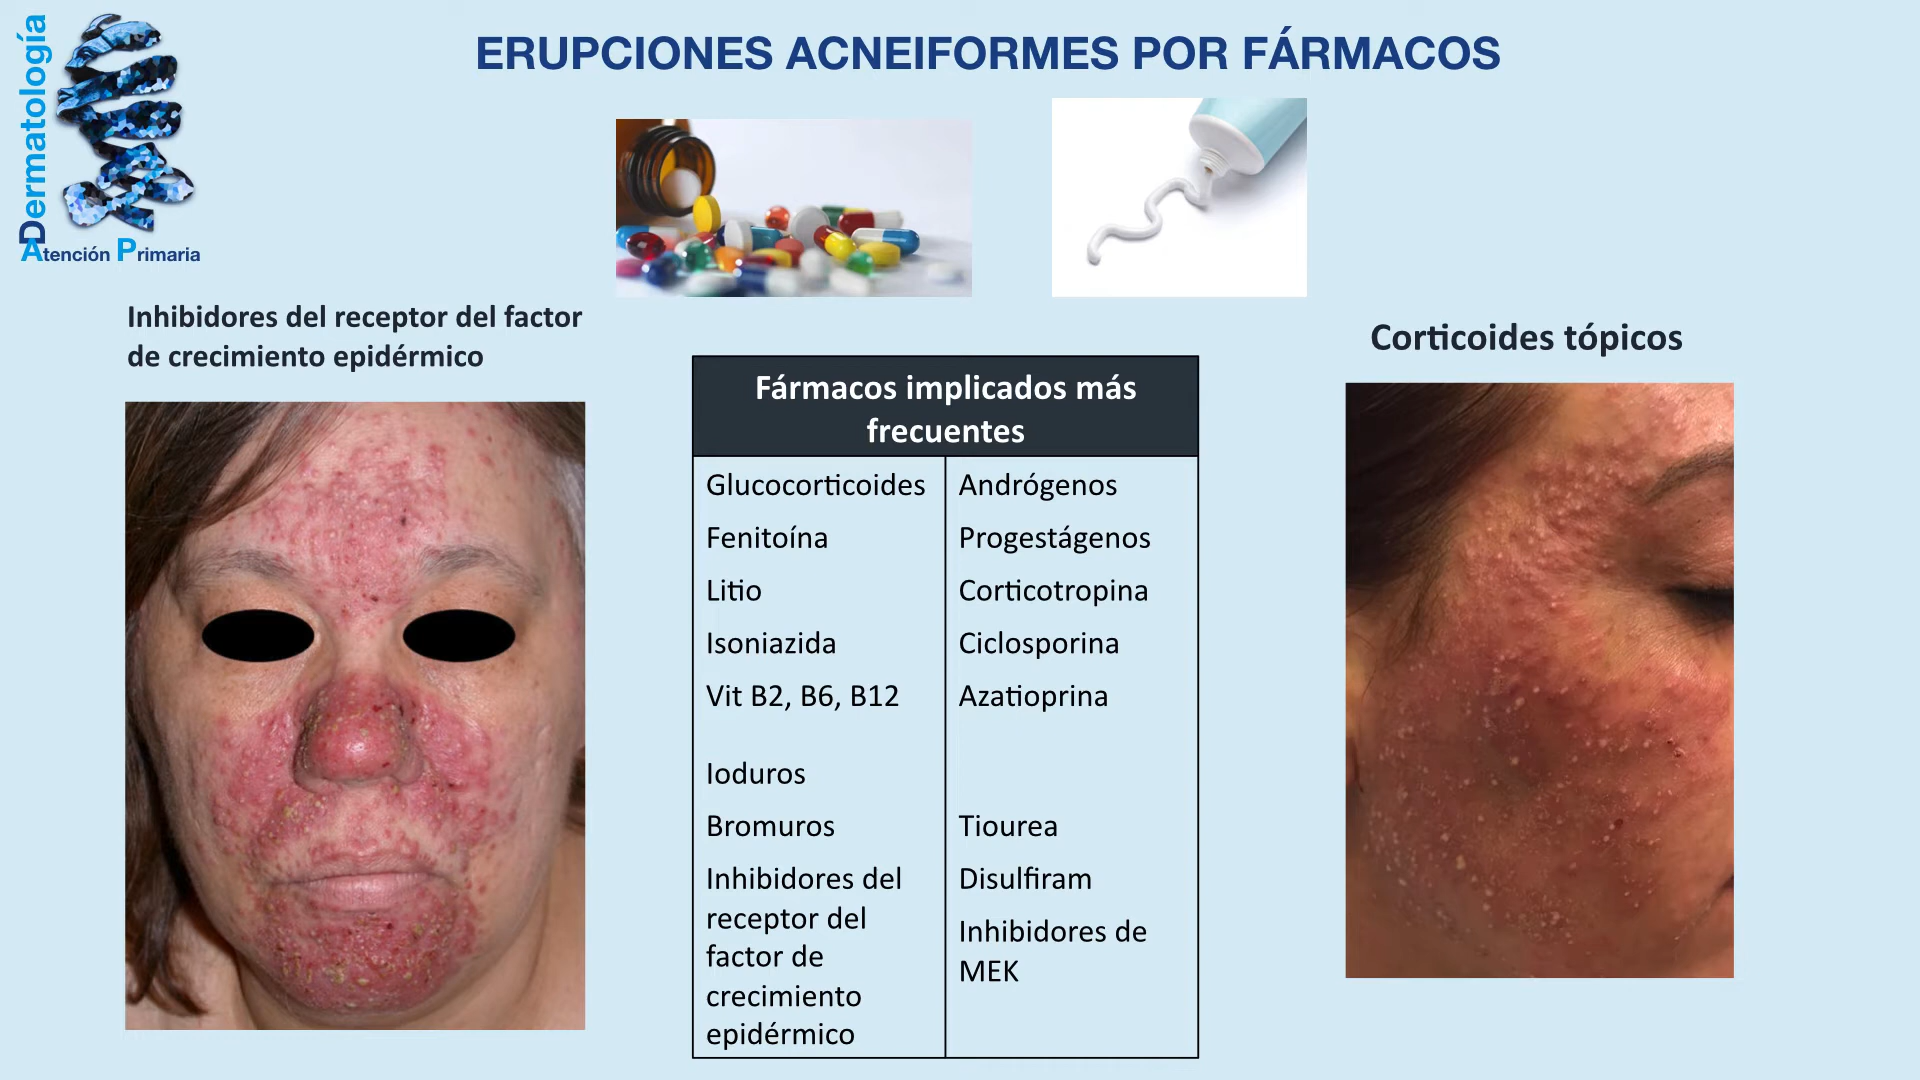 Dermatología
Atención Primaria
ERUPCIONES ACNEIFORMES POR FÁRMACOS
Inhibidores del receptor del factor
de crecimiento epidérmico
Fármacos implicados más
frecuentes
Glucocorticoides
Fenitoína
Litio
Isoniazida
Vit B2, B6, B12
Ioduros
Bromuros
Inhibidores del
receptor del
factor de
crecimiento
epidérmico
Andrógenos
Progestágenos
Corticotropina
Ciclosporina
Azatioprina
Tiourea
Disulfiram
Inhibidores de
MEK
Corticoides tópicos